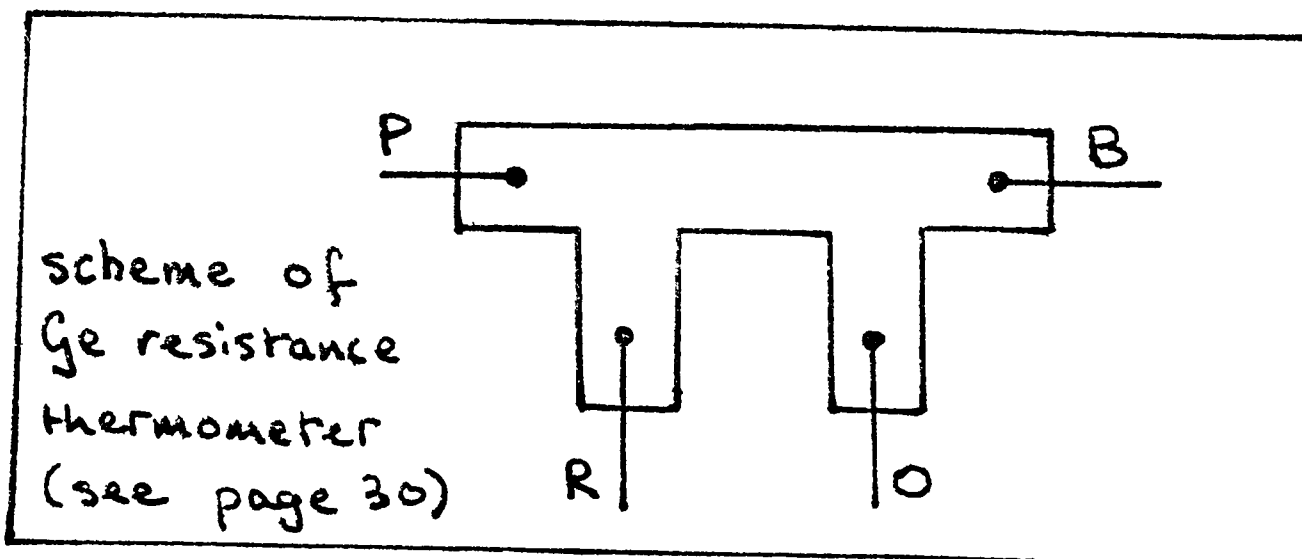 P
B
scheme of
Ge resistance
thermometer
(see page 30)
R
O